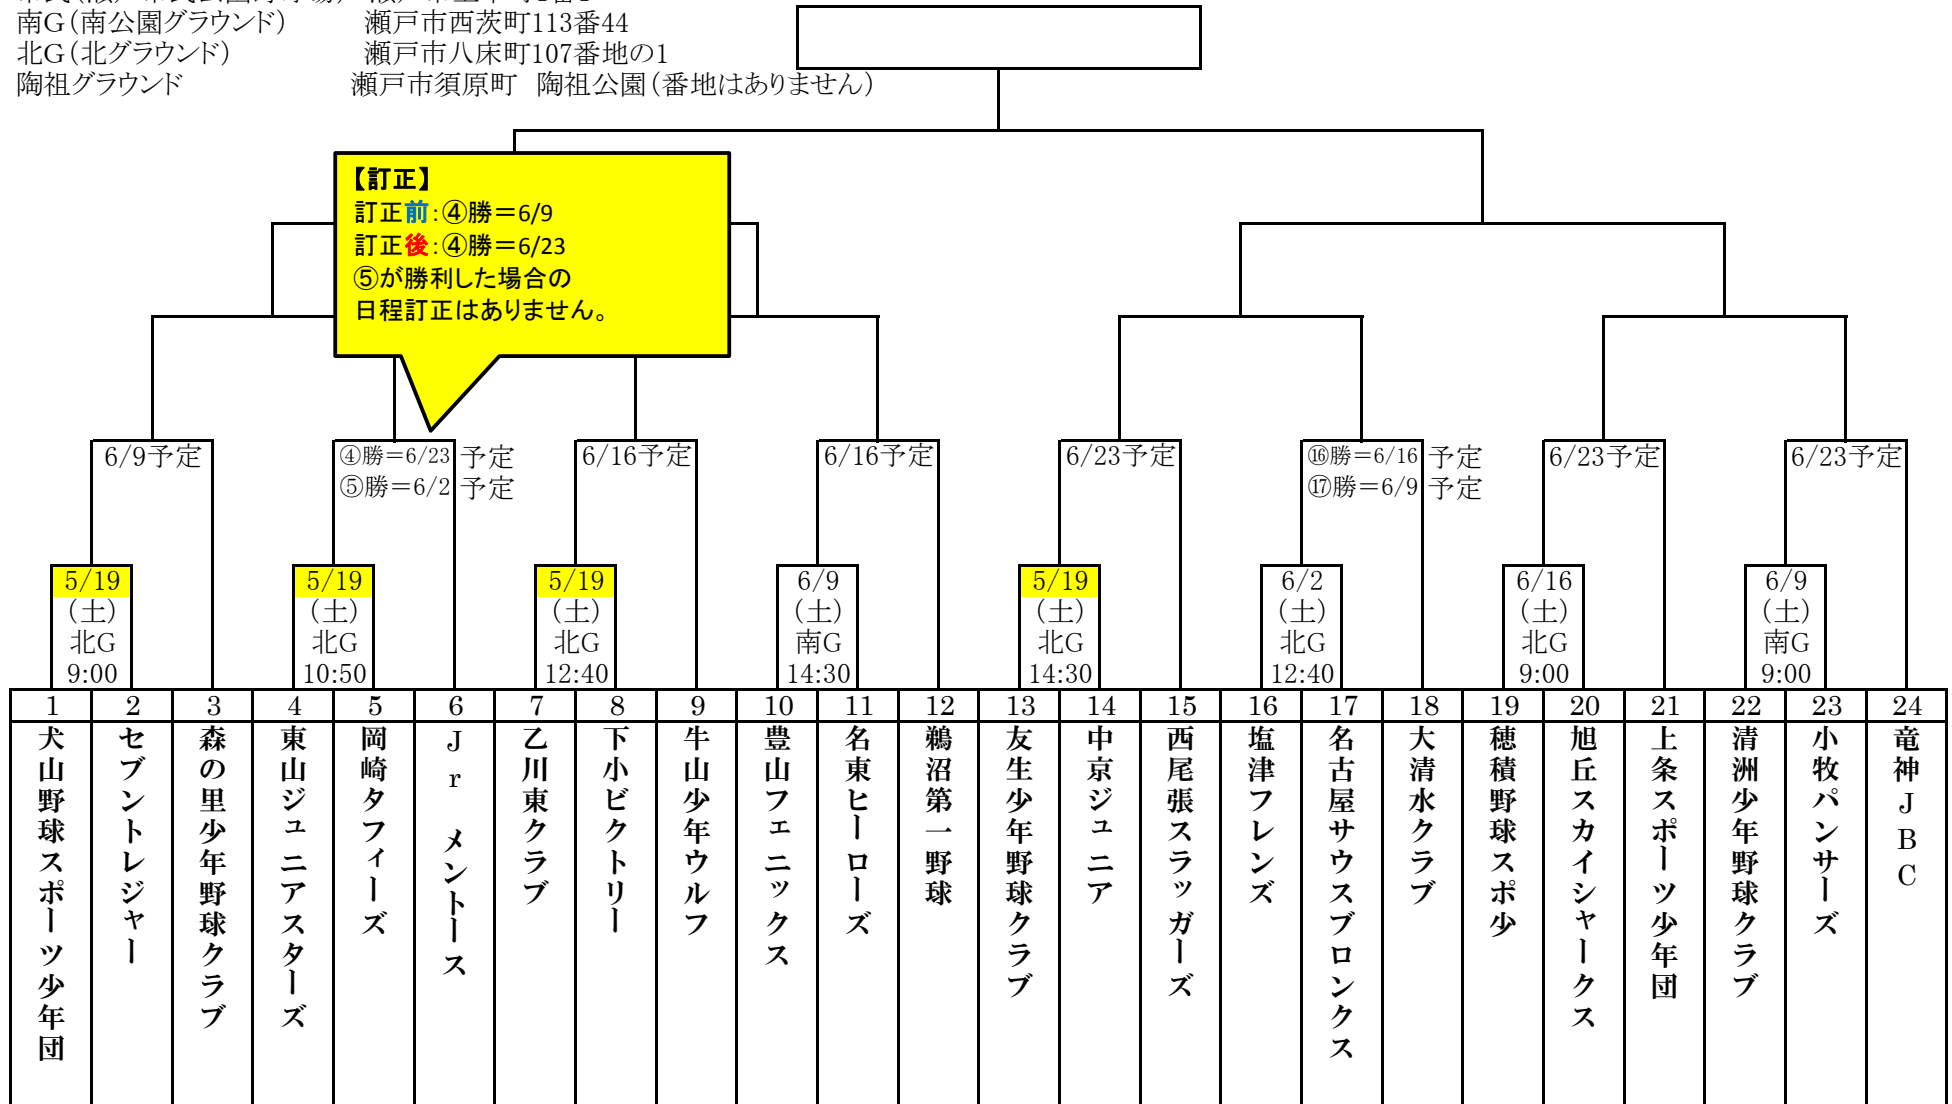 南G(南公園グラウンド) 瀬戸市西茨町113番44
北G(北グラウンド) 瀬戸市八床町107番地の1
陶祖グラウンド 瀬戸市須原町 陶祖公園(番地はありません)
【訂正】
訂正前:④勝=6/9
訂正後:④勝=6/23
⑤が勝利した場合の
日程訂正はありません。
6/9予定
④勝=6/23 予定
⑤勝=6/2 予定
6/16予定
6/16予定
6/23予定
⑯勝=6/16 予定
⑰勝=6/9 予定
6/23予定
6/23予定
5/19
(土)
北G
9:00
5/19
(土)
北G
10:50
5/19
(土)
北G
12:40
6/9
(土)
南G
14:30
5/19
(土)
北G
14:30
6/2
(土)
北G
12:40
6/16
(土)
北G
9:00
6/9
(土)
南G
9:00
1 2 3 4 5 6 7 8 9 10 11 12 13 14 15 16 17 18 19 20 21 22 23 24
犬山野球スポーツ少年団
セブントレジャー
森の里少年野球クラブ
東山ジュニアスターズ
岡崎タフィーズ
Jr メントース
乙川東クラブ
下小ビクトリー
牛山少年ウルフ
豊山フェニックス
名東ヒーローズ
鵜沼第一野球
友生少年野球クラブ
中京ジュニア
西尾張スラッガーズ
塩津フレンズ
名古屋サウスブロンクス
大清水クラブ
穂積野球スポ少
旭丘スカイシャークス
上条スポーツ少年団
清洲少年野球クラブ
小牧パンサーズ
竜神JBC